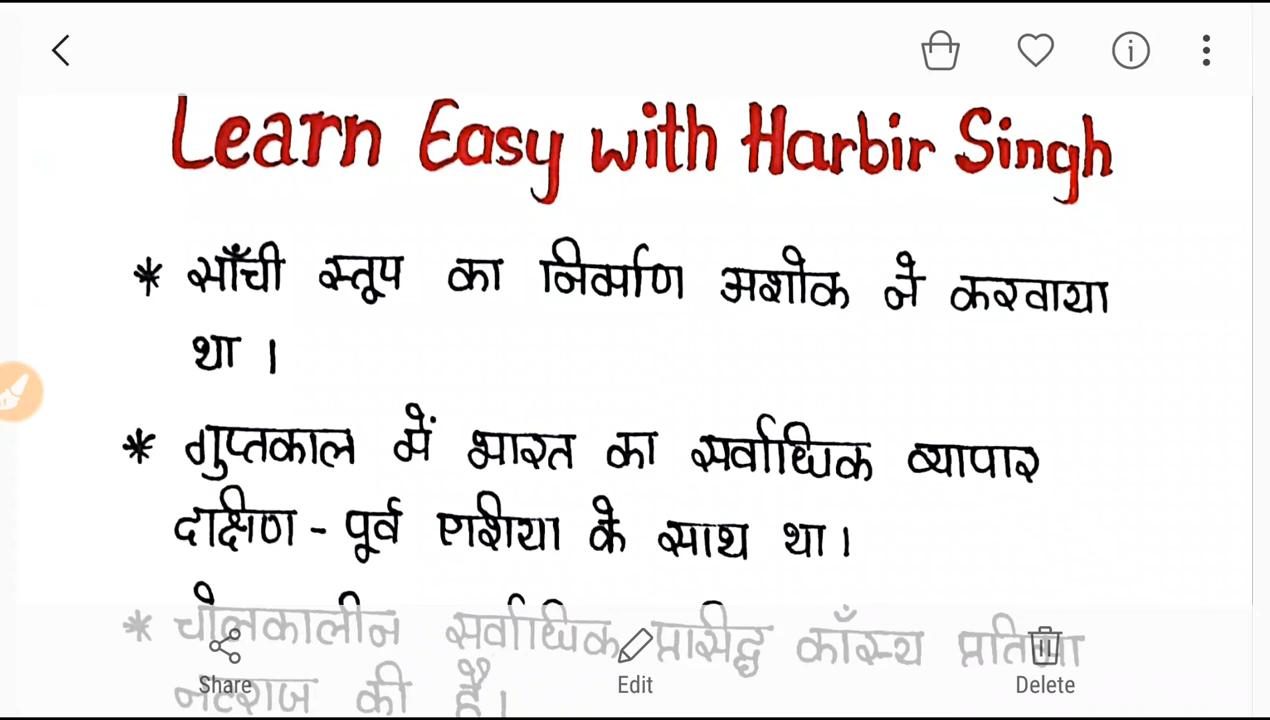 Learn Easy with Harbir Singh
* साँची स्तूप का निर्माण अशोक ने करवाया
था ।
* गुप्तकाल में भारत का सर्वाधिक व्यापार
दक्षिण - पूर्व एशिया के साथ था ।
* चोलकालीन सर्वाधिक प्रसिद्ध काँस्य प्रतिमा
नटराज की है ।
Share Edit Delete